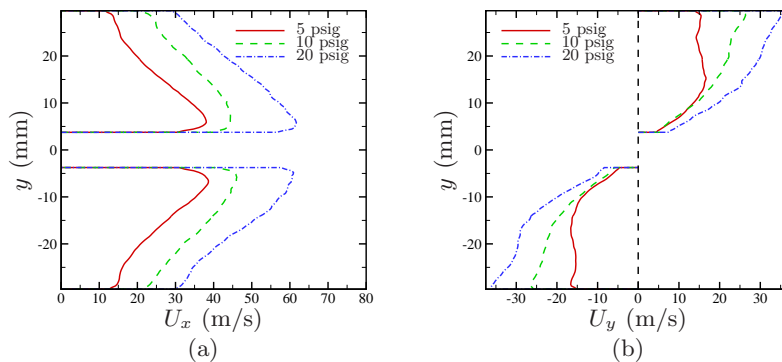 5 psig
10 psig
20 psig
y (mm)
20
10
0
-10
-20
0 10 20 30 40 50 60 70 80
U_x (m/s)
(a)
5 psig
10 psig
20 psig
y (mm)
20
10
0
-10
-20
-30 -20 -10 0 10 20 30
U_y (m/s)
(b)